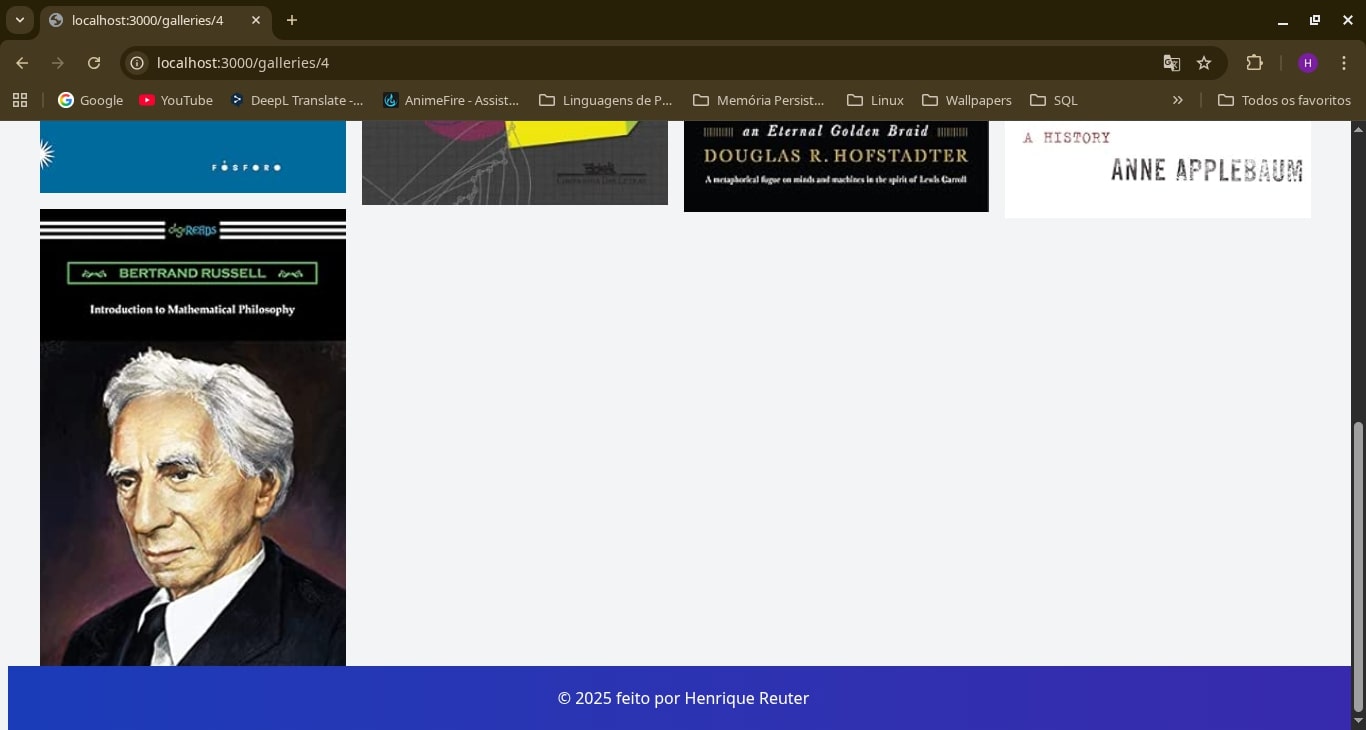 localhost:3000/galleries/4
localhost:3000/galleries/4
H
Google
YouTube
DeepL Translate -...
AnimeFire - Assist...
Linguagens de P...
Memória Persist...
Linux
Wallpapers
SQL
Todos os favoritos
FÓSFORO
an Eternal Golden Braid
DOUGLAS R. HOFSTADTER
A metaphorical fugue on minds and machines in the spirit of Lewis Carroll
A HISTORY
ANNE APPLEBAUM
digiREADS
BERTRAND RUSSELL
Introduction to Mathematical Philosophy
© 2025 feito por Henrique Reuter